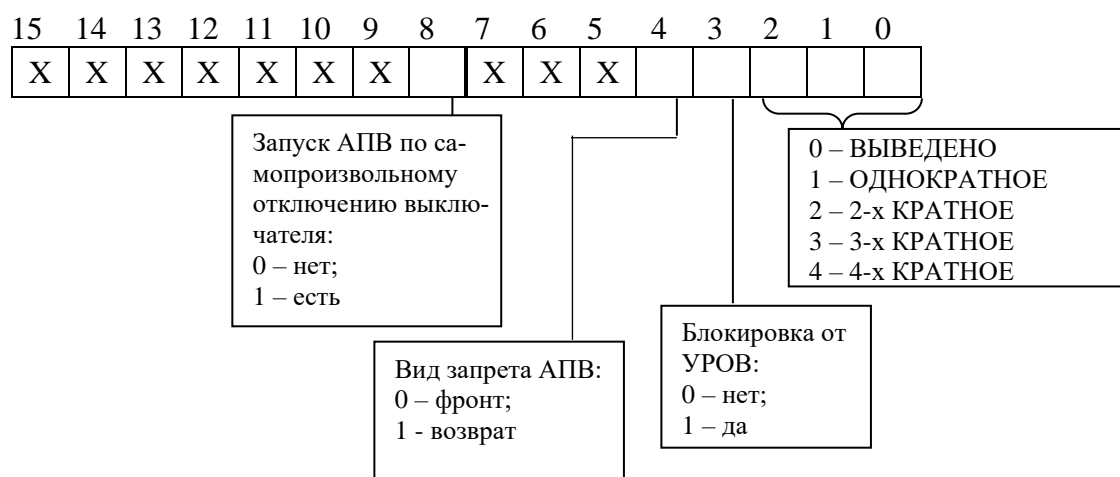 15 14 13 12 11 10 9 8 7 6 5 4 3 2 1 0
X X X X X X X X X X
Запуск АПВ по са-
мопроизвольному
отключению выклю-
чателя:
0 – нет;
1 – есть
Вид запрета АПВ:
0 – фронт;
1 - возврат
Блокировка от
УРОВ:
0 – нет;
1 – да
0 – ВЫВЕДЕНО
1 – ОДНОКРАТНОЕ
2 – 2-х КРАТНОЕ
3 – 3-х КРАТНОЕ
4 – 4-х КРАТНОЕ